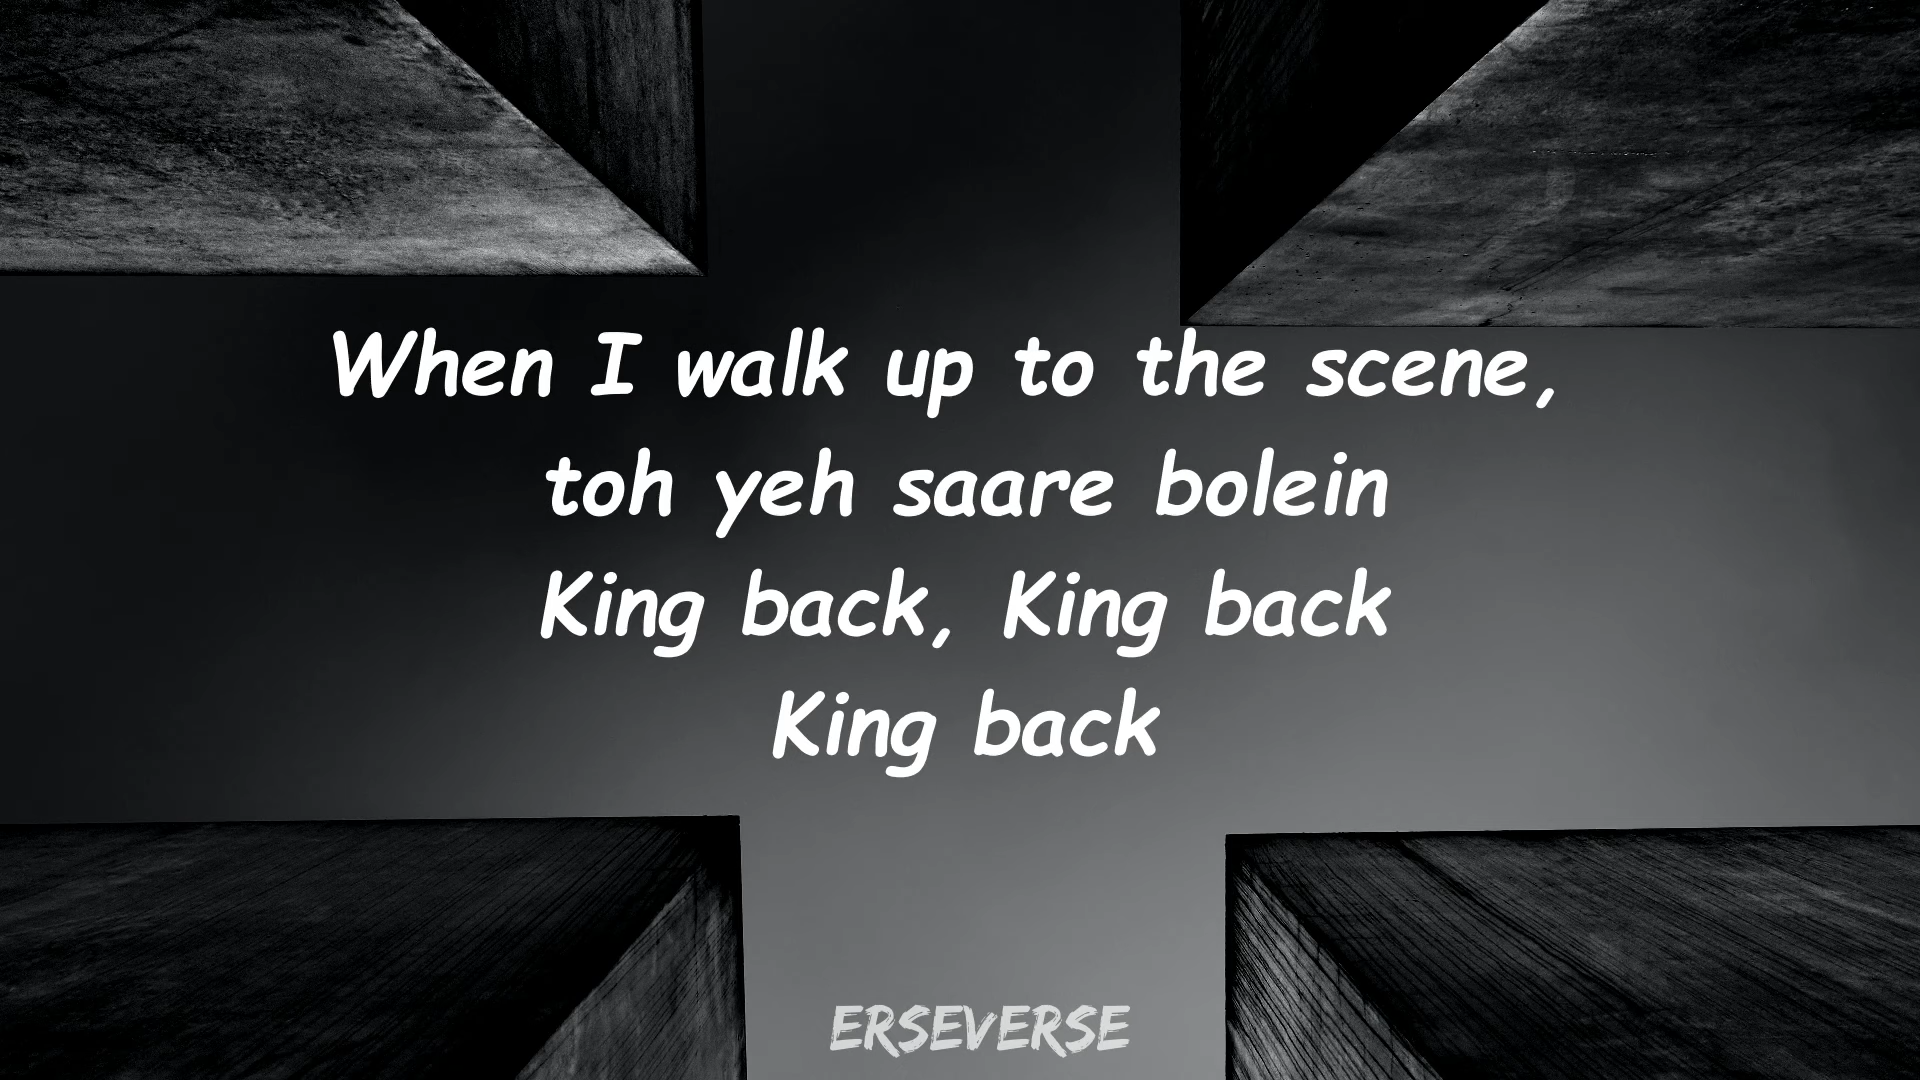 When I walk up to the scene,
toh yeh saare bolein
King back, King back
King back
ERSEVERSE